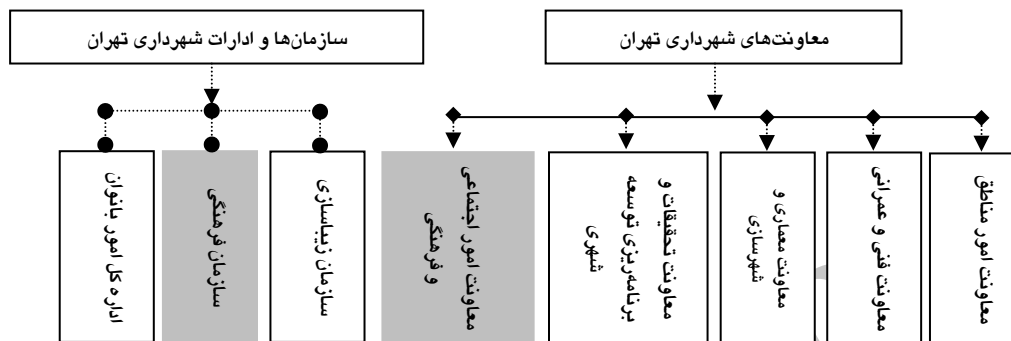 معاونت‌های شهرداری تهران
معاونت امور مناطق
معاونت فنی و عمرانی
معاونت معماری و
شهرسازی
معاونت تحقیقات و
برنامه‌ریزی توسعه
شهری
معاونت امور اجتماعی
و فرهنگی
سازمان‌ها و ادارات شهرداری تهران
سازمان زیباسازی
سازمان فرهنگی
اداره کل امور بانوان